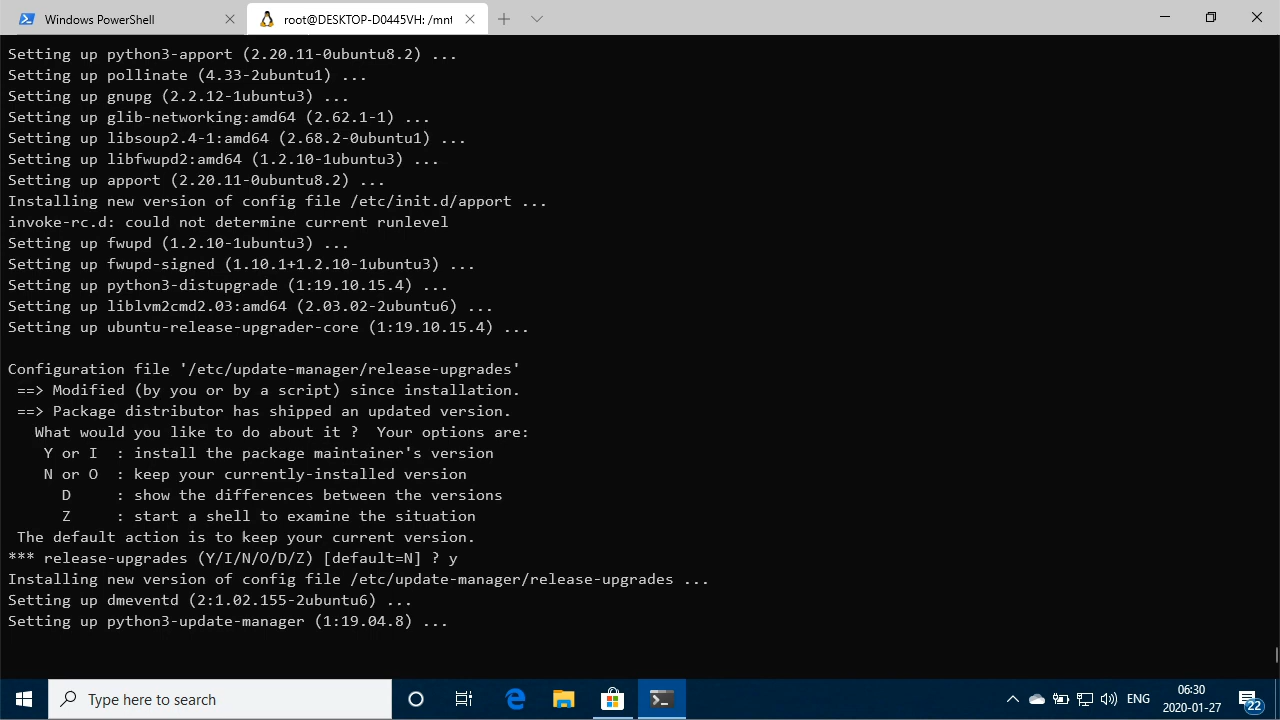 Windows PowerShell
root@DESKTOP-D0445VH: /mnt
Setting up python3-apport (2.20.11-0ubuntu8.2) ...
Setting up pollinate (4.33-2ubuntu1) ...
Setting up gnupg (2.2.12-1ubuntu3) ...
Setting up glib-networking:amd64 (2.62.1-1) ...
Setting up libsoup2.4-1:amd64 (2.68.2-0ubuntu1) ...
Setting up libfwupd2:amd64 (1.2.10-1ubuntu3) ...
Setting up apport (2.20.11-0ubuntu8.2) ...
Installing new version of config file /etc/init.d/apport ...
invoke-rc.d: could not determine current runlevel
Setting up fwupd (1.2.10-1ubuntu3) ...
Setting up fwupd-signed (1.10.1+1.2.10-1ubuntu3) ...
Setting up python3-distupgrade (1:19.10.15.4) ...
Setting up liblvm2cmd2.03:amd64 (2.03.02-2ubuntu6) ...
Setting up ubuntu-release-upgrader-core (1:19.10.15.4) ...
Configuration file '/etc/update-manager/release-upgrades'
==> Modified (by you or by a script) since installation.
==> Package distributor has shipped an updated version.
What would you like to do about it ?  Your options are:
Y or I  : install the package maintainer's version
N or O  : keep your currently-installed version
D     : show the differences between the versions
Z     : start a shell to examine the situation
The default action is to keep your current version.
*** release-upgrades (Y/I/N/O/D/Z) [default=N] ? y
Installing new version of config file /etc/update-manager/release-upgrades ...
Setting up dmeventd (2:1.02.155-2ubuntu6) ...
Setting up python3-update-manager (1:19.04.8) ...
Type here to search
ENG
06:30
2020-01-27
22